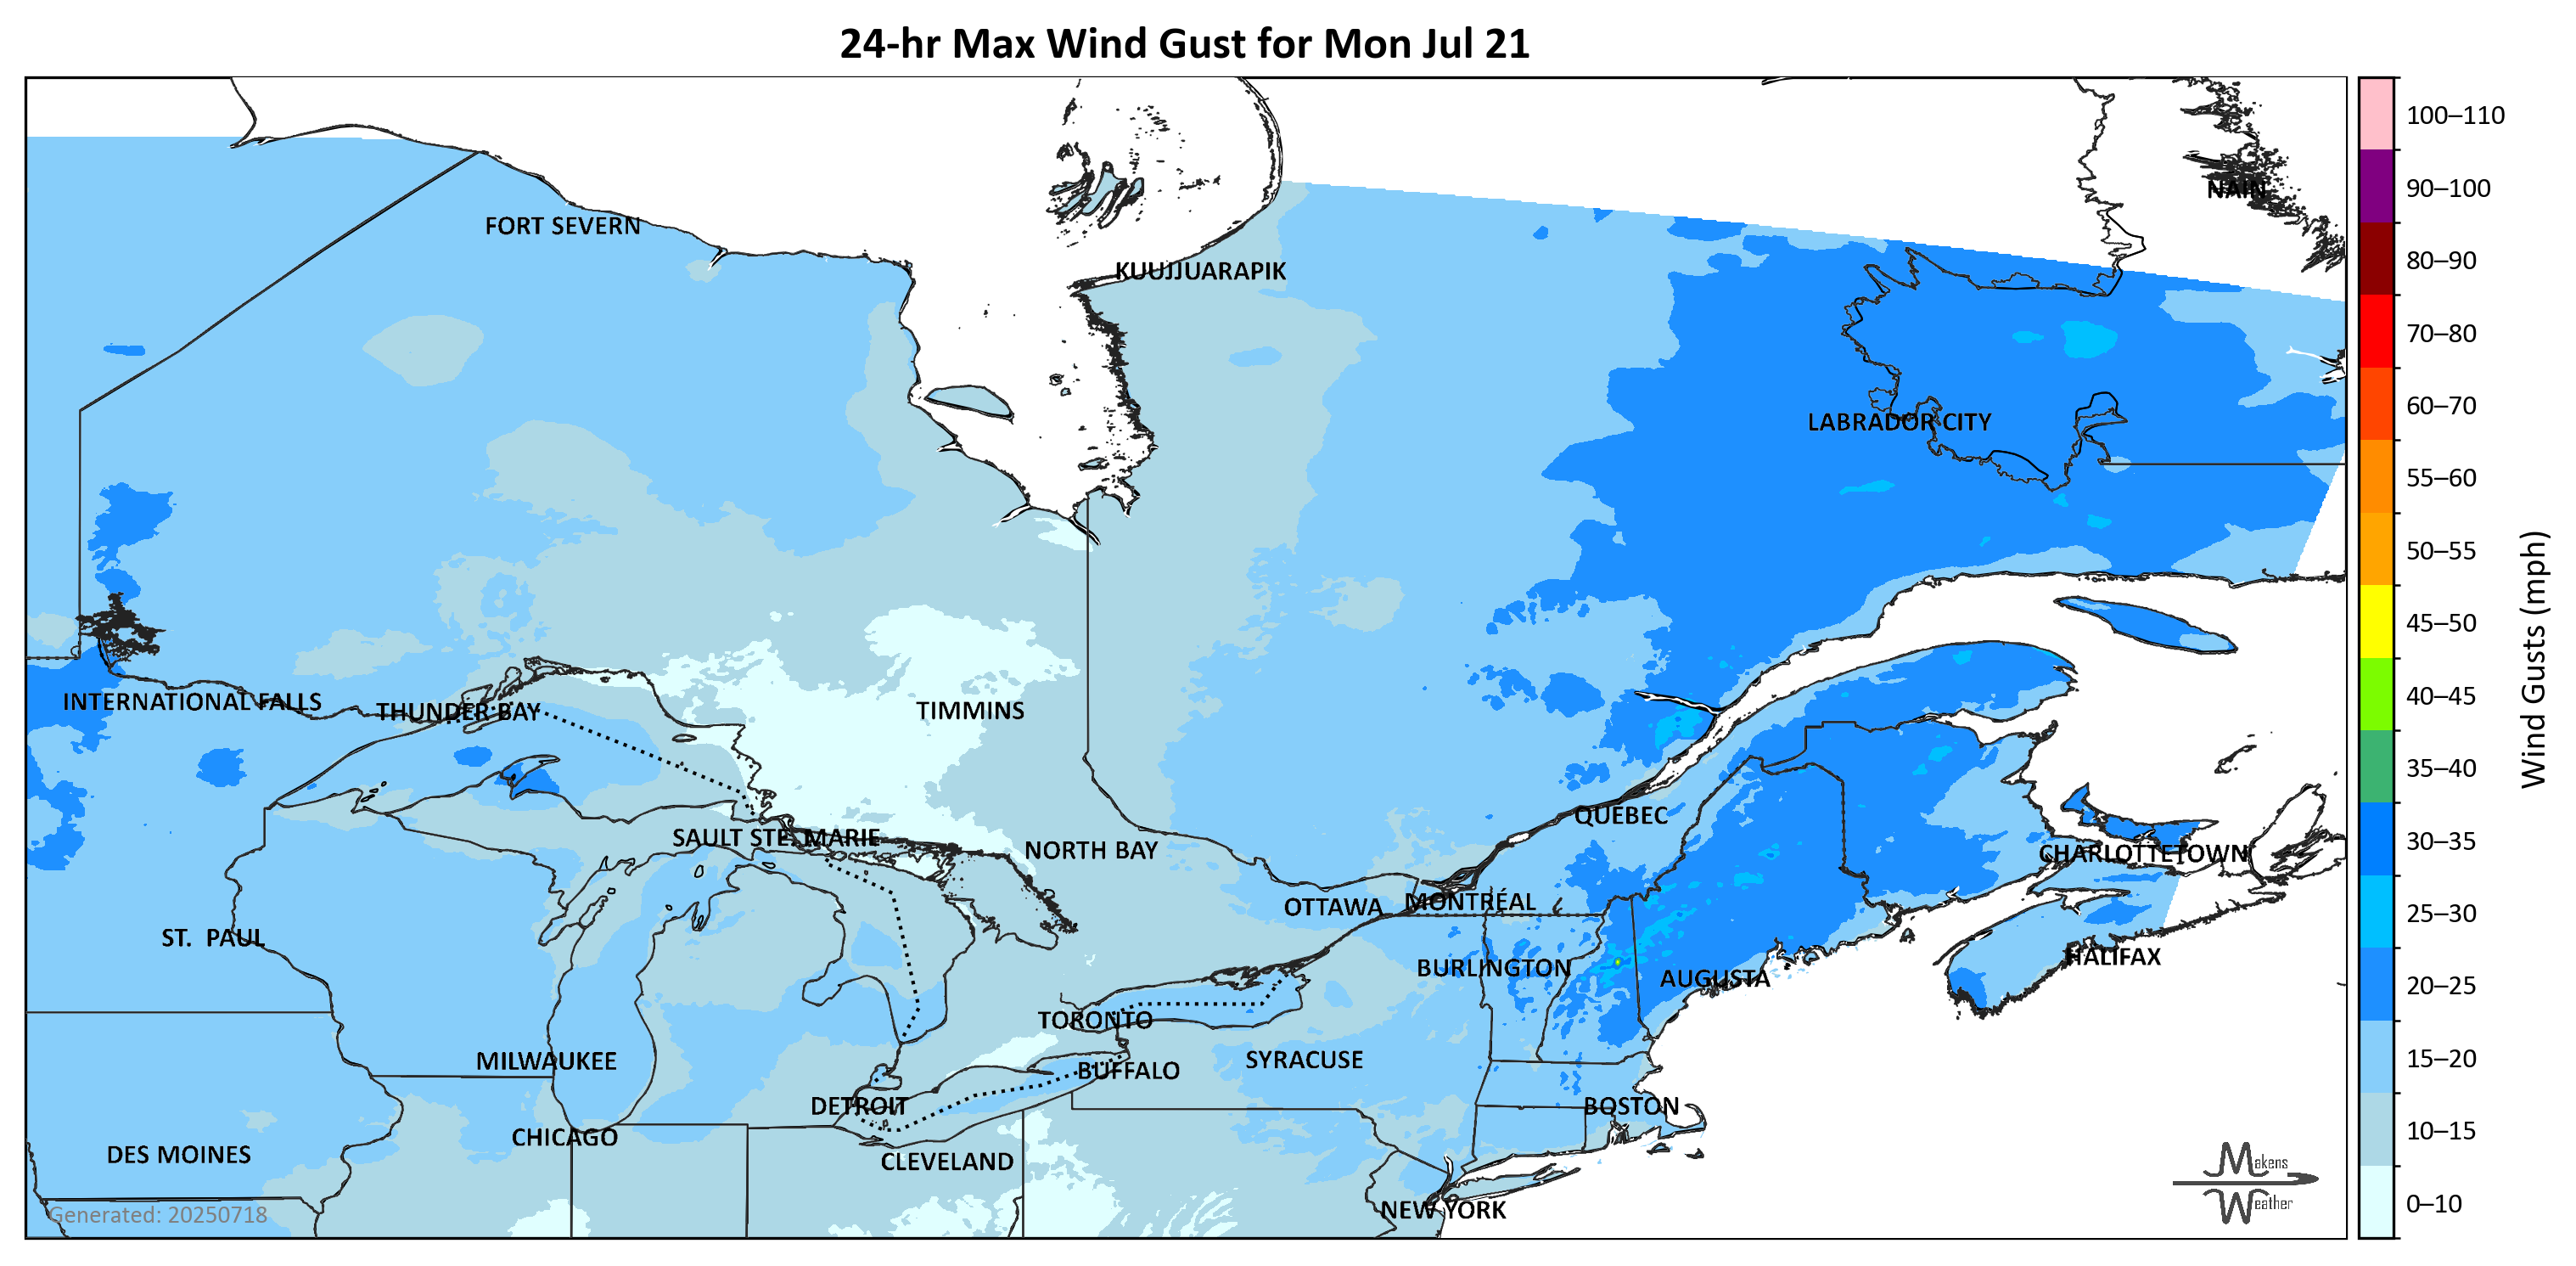 24-hr Max Wind Gust for Mon Jul 21
100–110
90–100
NAIN
FORT SEVERN
80–90
KUUJJUARAPIK
70–80
60–70
LABRADOR CITY
55–60
50–55
45–50
40–45
INTERNATIONAL FALLS
THUNDER BAY
TIMMINS
35–40
Wind Gusts (mph)
QUEBEC
SAULT STE. MARIE
30–35
NORTH BAY
CHARLOTTETOWN
MONTRÉAL
OTTAWA
25–30
ST. PAUL
HALIFAX
BURLINGTON
AUGUSTA
20–25
TORONTO
MILWAUKEE
SYRACUSE
15–20
BUFFALO
DETROIT
BOSTON
CHICAGO
10–15
DES MOINES
CLEVELAND
Makens
Weather
NEW YORK
0–10
Generated: 20250718